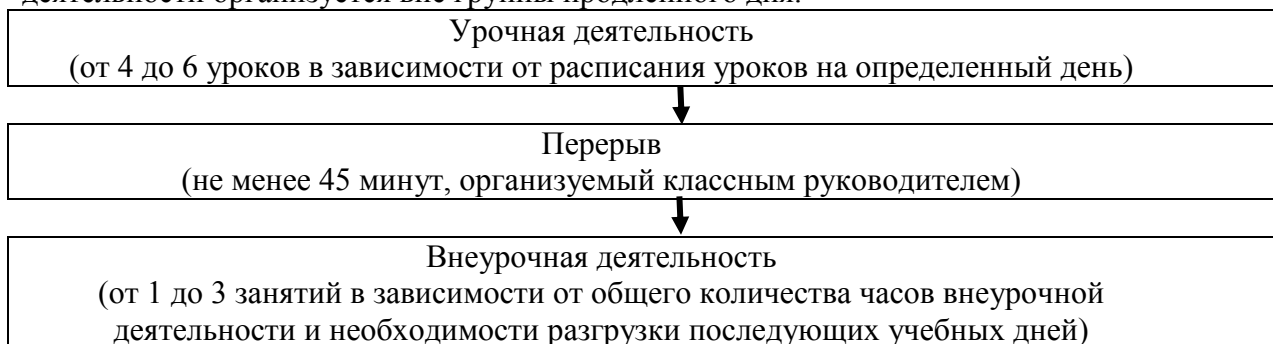 деятельности организуется вне группы продленного дня.
Урочная деятельность
(от 4 до 6 уроков в зависимости от расписания уроков на определенный день)
Перерыв
(не менее 45 минут, организуемый классным руководителем)
Внеурочная деятельность
(от 1 до 3 занятий в зависимости от общего количества часов внеурочной
деятельности и необходимости разгрузки последующих учебных дней)